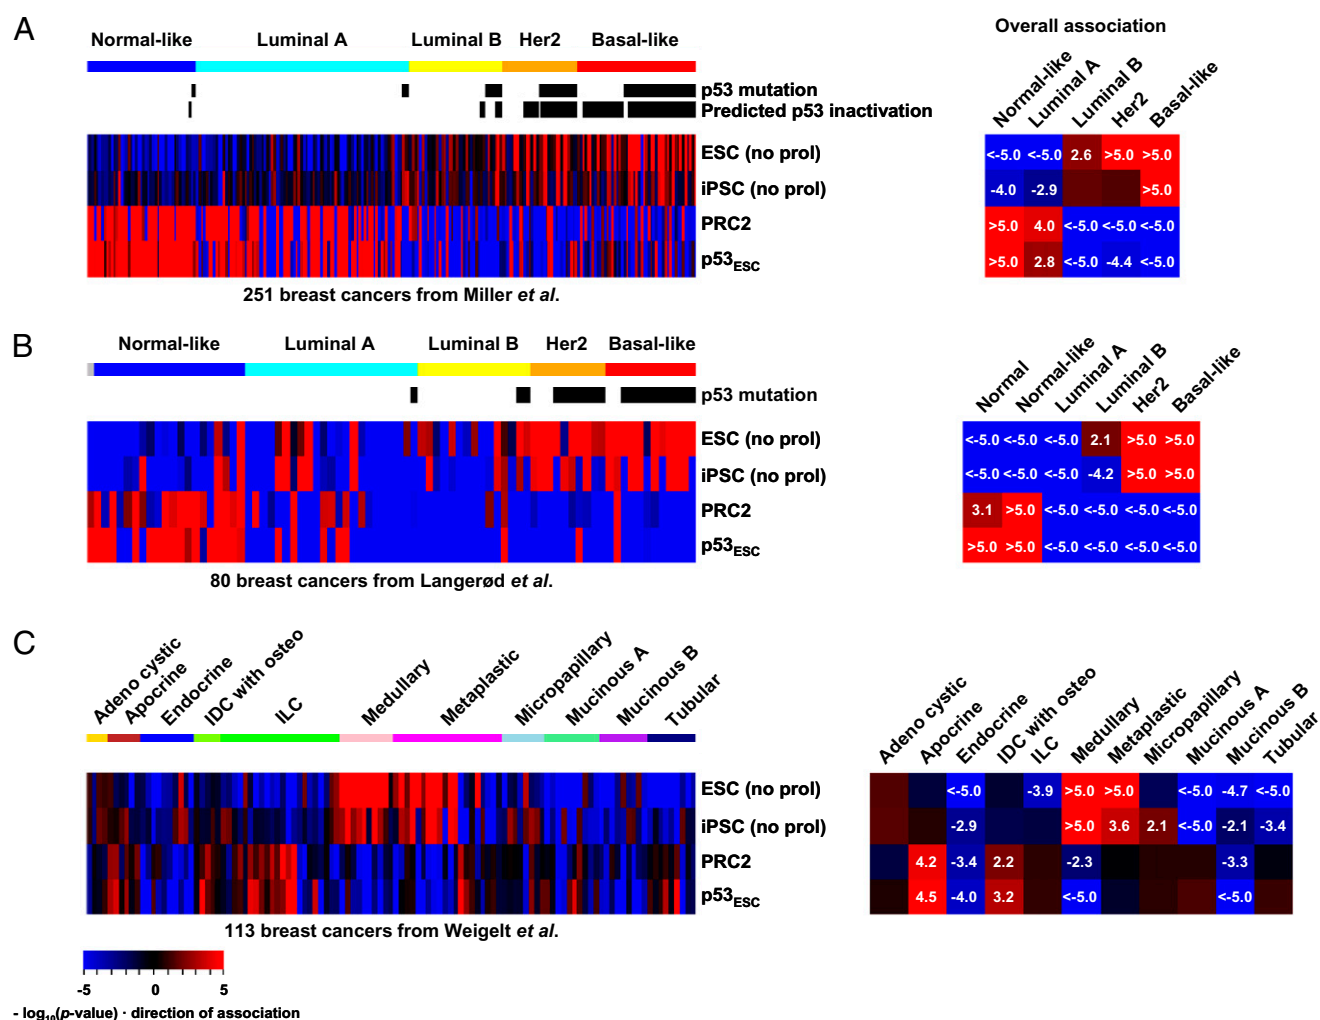 A
Normal-like Luminal A Luminal B Her2 Basal-like
p53 mutation
Predicted p53 inactivation
ESC (no prol)
iPSC (no prol)
PRC2
p53ESC
251 breast cancers from Miller et al.
Overall association
Normal-like Luminal A Luminal B Her2 Basal-like
<-5.0 <-5.0 2.6 >5.0 >5.0
-4.0 -2.9 >5.0
>5.0 4.0 <-5.0 <-5.0 <-5.0
>5.0 2.8 <-5.0 -4.4 <-5.0
B
Normal-like Luminal A Luminal B Her2 Basal-like
p53 mutation
ESC (no prol)
iPSC (no prol)
PRC2
p53ESC
80 breast cancers from Langerød et al.
Normal Normal-like Luminal A Luminal B Her2 Basal-like
<-5.0 <-5.0 <-5.0 2.1 >5.0 >5.0
<-5.0 <-5.0 <-5.0 -4.2 >5.0 >5.0
3.1 >5.0 <-5.0 <-5.0 <-5.0 <-5.0
>5.0 >5.0 <-5.0 <-5.0 <-5.0 <-5.0
C
Adeno cystic Apocrine Endocrine IDC with osteo ILC Medullary Metaplastic Micropapillary Mucinous A Mucinous B Tubular
ESC (no prol)
iPSC (no prol)
PRC2
p53ESC
113 breast cancers from Weigelt et al.
Adeno cystic Apocrine Endocrine IDC with osteo ILC Medullary Metaplastic Micropapillary Mucinous A Mucinous B Tubular
<-5.0 -3.9 >5.0 >5.0 <-5.0 -4.7 <-5.0
-2.9 >5.0 3.6 2.1 <-5.0 -2.1 -3.4
4.2 -3.4 2.2 -2.3 -3.3
4.5 -4.0 3.2 <-5.0 <-5.0
-5 0 5
- log10(p-value) · direction of association